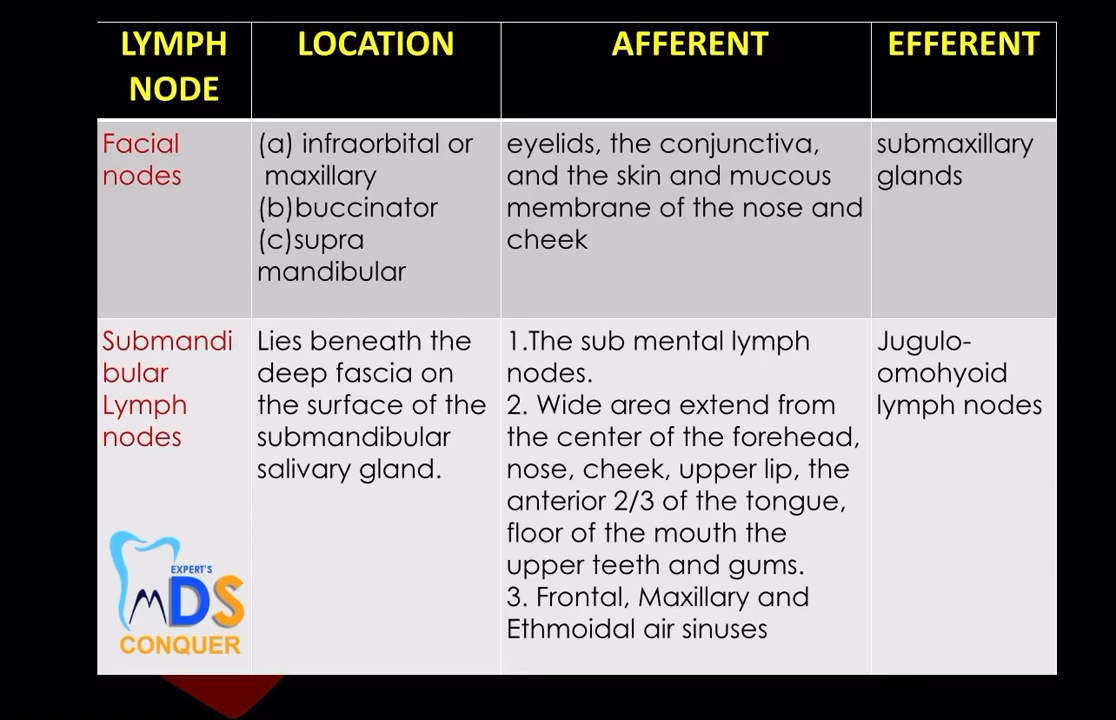 LYMPH NODE
LOCATION
AFFERENT
EFFERENT
Facial
nodes
(a) infraorbital or
maxillary
(b)buccinator
(c)supra
mandibular
eyelids, the conjunctiva,
and the skin and mucous
membrane of the nose and
cheek
submaxillary
glands
Submandi
bular
Lymph
nodes
Lies beneath the
deep fascia on
the surface of the
submandibular
salivary gland.
1.The sub mental lymph
nodes.
2. Wide area extend from
the center of the forehead,
nose, cheek, upper lip, the
anterior 2/3 of the tongue,
floor of the mouth the
upper teeth and gums.
3. Frontal, Maxillary and
Ethmoidal air sinuses
Jugulo-
omohyoid
lymph nodes
EXPERT'S
MDS
CONQUER